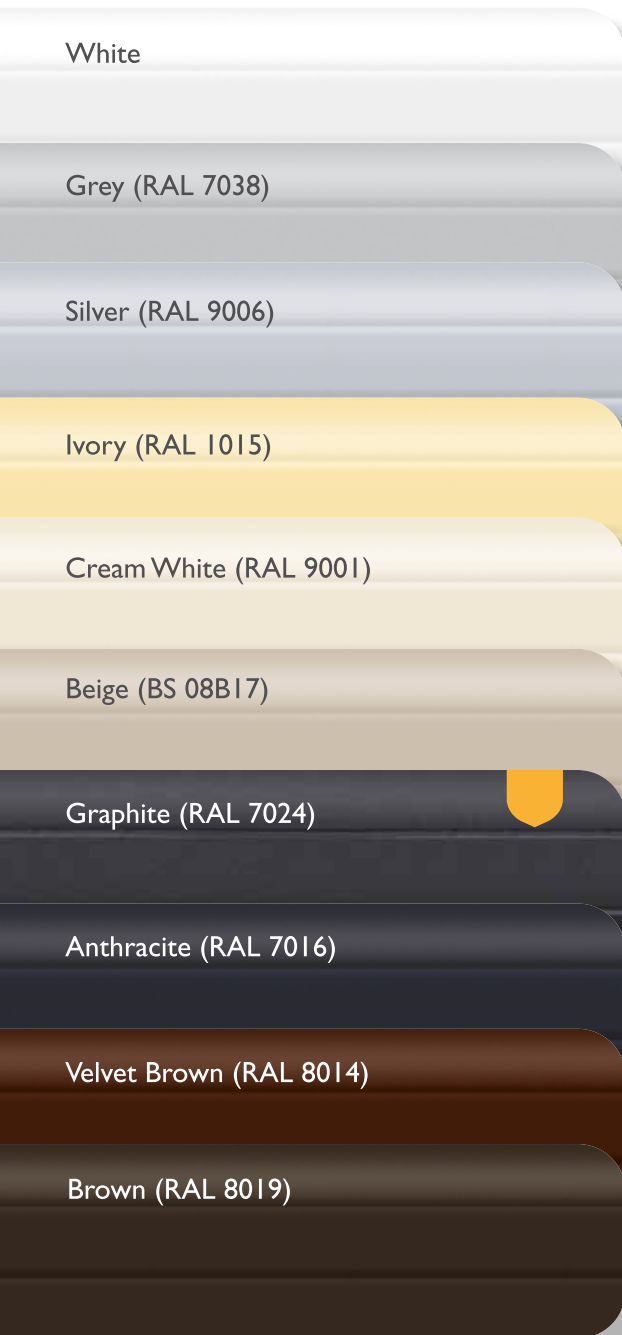 White
Grey (RAL 7038)
Silver (RAL 9006)
Ivory (RAL 1015)
Cream White (RAL 9001)
Beige (BS 08B17)
Graphite (RAL 7024)
Anthracite (RAL 7016)
Velvet Brown (RAL 8014)
Brown (RAL 8019)